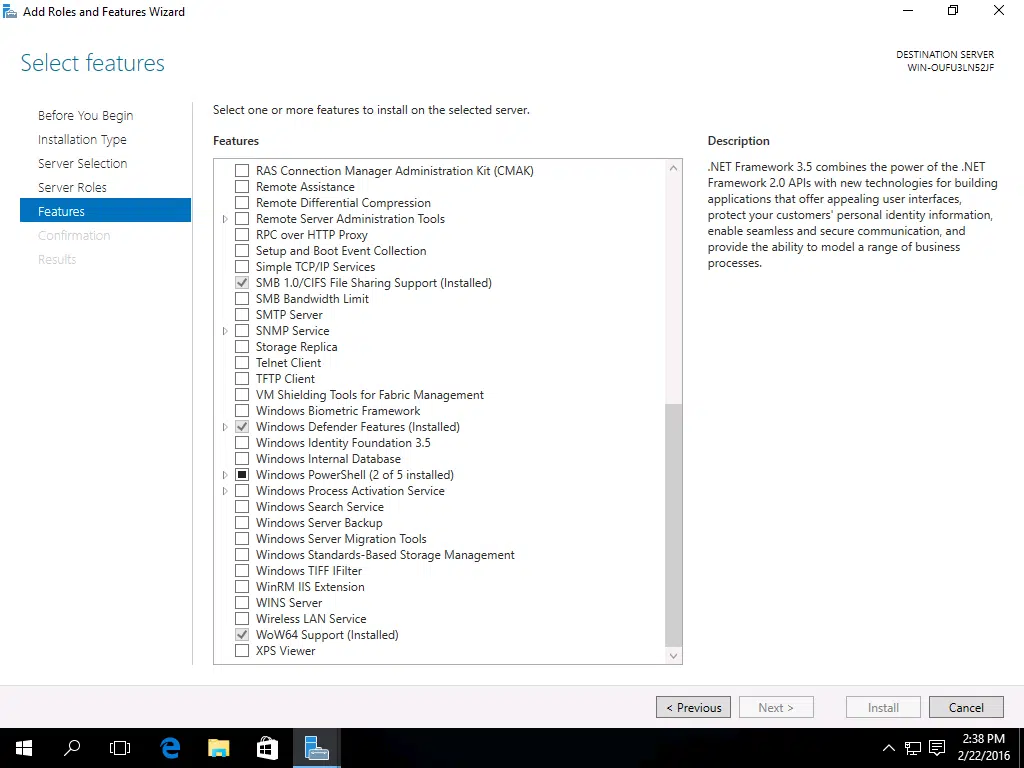 Add Roles and Features Wizard
Select features
DESTINATION SERVER
WIN-OUFU3LN52JF
Before You Begin
Installation Type
Server Selection
Server Roles
Features
Confirmation
Results
Select one or more features to install on the selected server.
Features
RAS Connection Manager Administration Kit (CMAK)
Remote Assistance
Remote Differential Compression
Remote Server Administration Tools
RPC over HTTP Proxy
Setup and Boot Event Collection
Simple TCP/IP Services
SMB 1.0/CIFS File Sharing Support (Installed)
SMB Bandwidth Limit
SMTP Server
SNMP Service
Storage Replica
Telnet Client
TFTP Client
VM Shielding Tools for Fabric Management
Windows Biometric Framework
Windows Defender Features (Installed)
Windows Identity Foundation 3.5
Windows Internal Database
Windows PowerShell (2 of 5 installed)
Windows Process Activation Service
Windows Search Service
Windows Server Backup
Windows Server Migration Tools
Windows Standards-Based Storage Management
Windows TIFF IFilter
WinRM IIS Extension
WINS Server
Wireless LAN Service
WoW64 Support (Installed)
XPS Viewer
Description
.NET Framework 3.5 combines the power of the .NET
Framework 2.0 APIs with new technologies for building
applications that offer appealing user interfaces,
protect your customers' personal identity information,
enable seamless and secure communication, and
provide the ability to model a range of business
processes.
< Previous
Next >
Install
Cancel
2:38 PM
2/22/2016